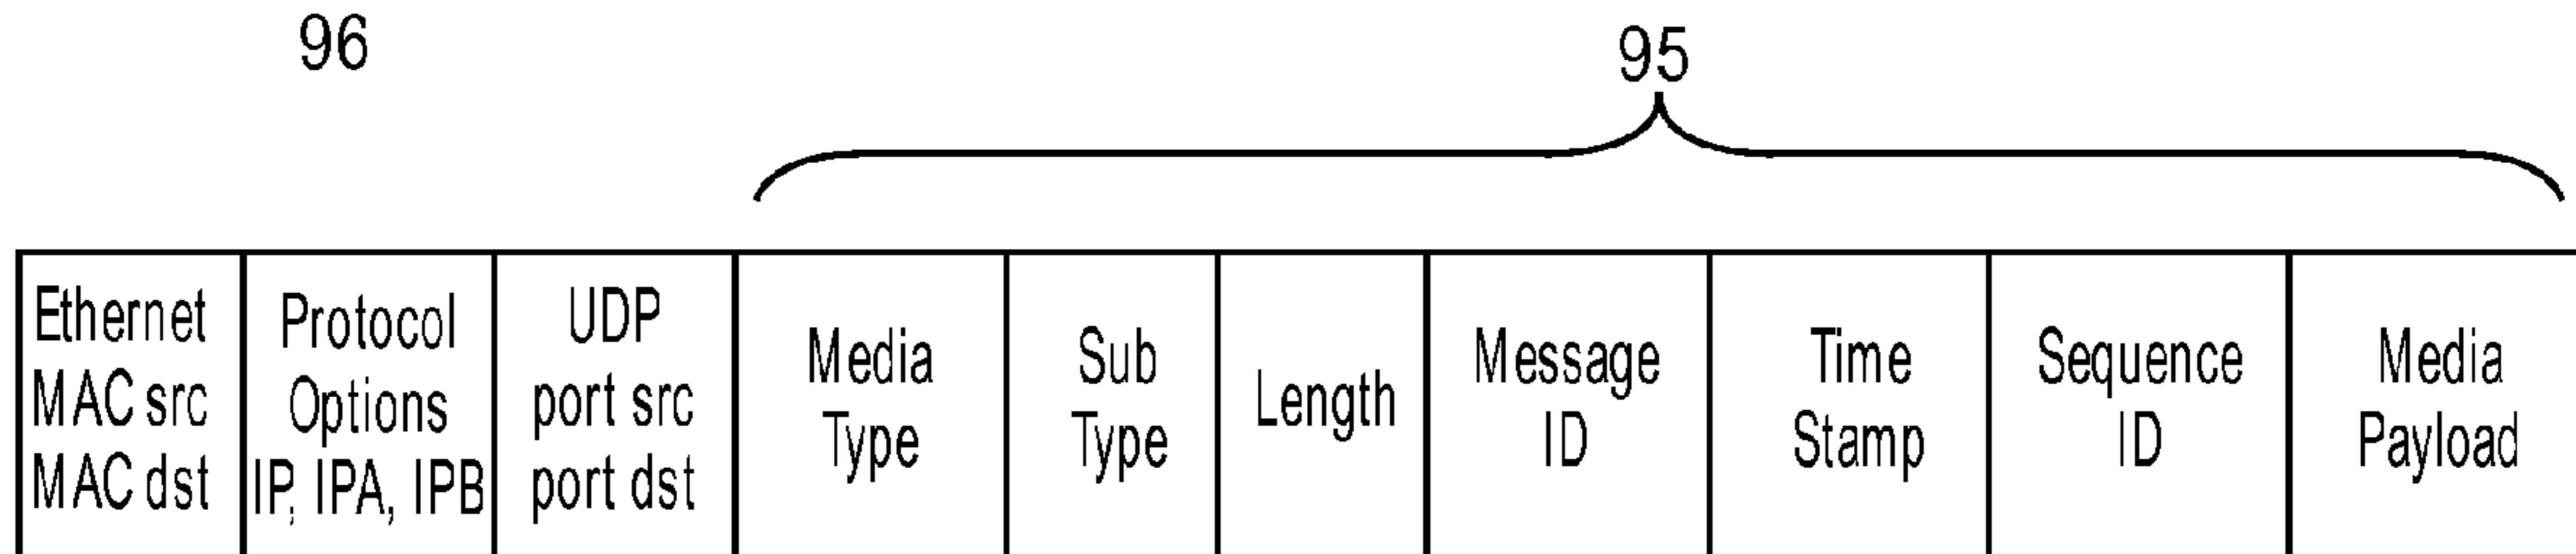 96
95
Ethernet
MAC src
MAC dst
Protocol
Options
IP, IPA, IPB
UDP
port src
port dst
Media
Type
Sub
Type
Length
Message
ID
Time
Stamp
Sequence
ID
Media
Payload